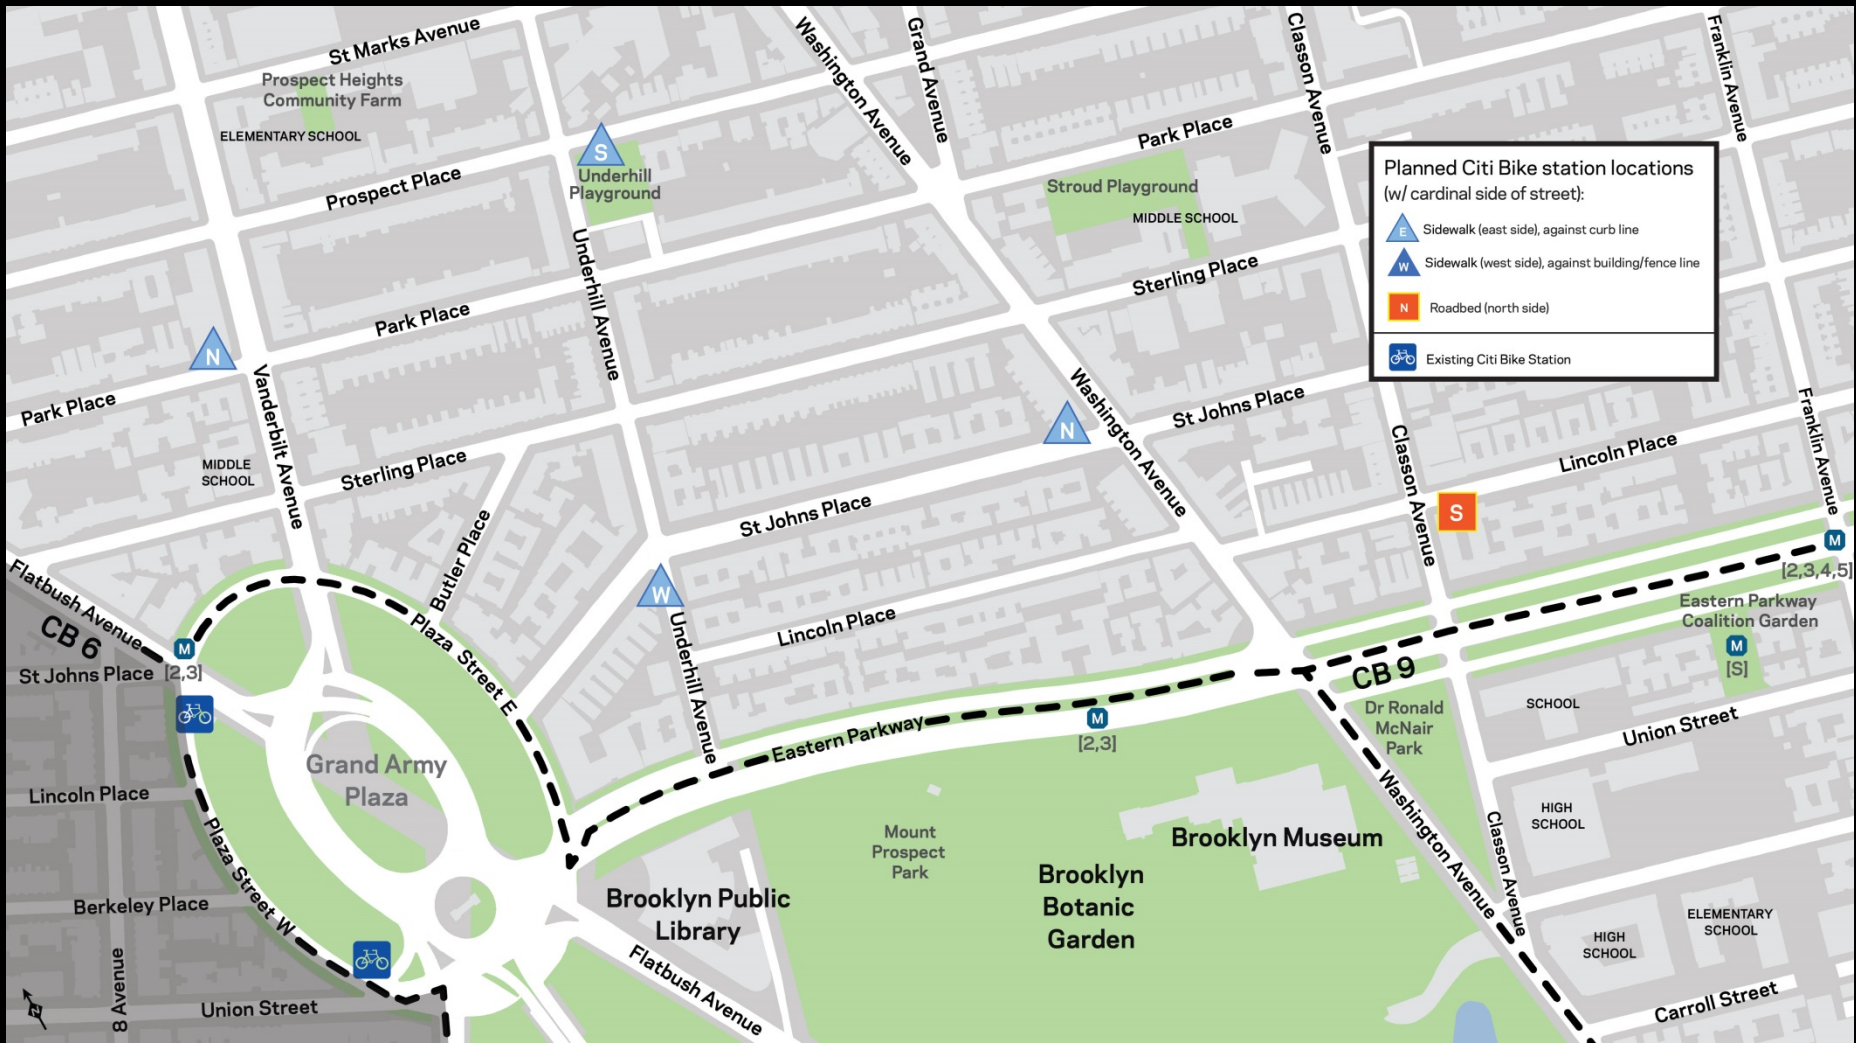 St Marks Avenue
Prospect Heights
Community Farm
ELEMENTARY SCHOOL
Prospect Place
S
Underhill
Playground
Washington Avenue
Grand Avenue
Classon Avenue
Franklin Avenue
Park Place
Stroud Playground
MIDDLE SCHOOL
Sterling Place
Planned Citi Bike station locations
(w/ cardinal side of street):
E
Sidewalk (east side), against curb line
W
Sidewalk (west side), against building/fence line
N
Roadbed (north side)
Existing Citi Bike Station
Underhill Avenue
Park Place
N
Park Place
Vanderbilt Avenue
MIDDLE
SCHOOL
Sterling Place
Butler Place
St Johns Place
N
Washington Avenue
St Johns Place
Classon Avenue
Lincoln Place
Franklin Avenue
S
M
[2,3,4,5]
Flatbush Avenue
CB 6
St Johns Place
M
[2,3]
Plaza Street E
W
Underhill Avenue
Lincoln Place
Eastern Parkway
M
[2,3]
CB 9
Eastern Parkway
Coalition Garden
M
[S]
Dr Ronald
McNair
Park
SCHOOL
Union Street
Grand Army
Plaza
Lincoln Place
Plaza Street W
Berkeley Place
8 Avenue
Union Street
Brooklyn Public
Library
Flatbush Avenue
Mount
Prospect
Park
Brooklyn
Botanic
Garden
Brooklyn Museum
Washington Avenue
Classon Avenue
HIGH
SCHOOL
HIGH
SCHOOL
ELEMENTARY
SCHOOL
Carroll Street
N